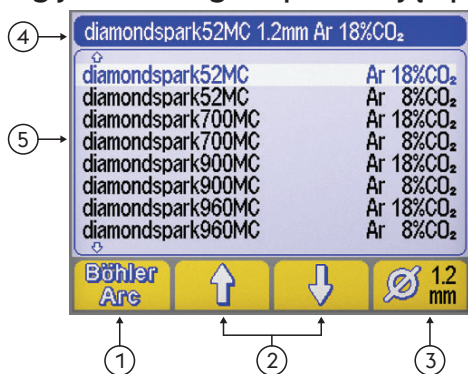 diamondspark52MC 1.2mm Ar 18%CO₂
diamondspark52MC Ar 18%CO₂
diamondspark52MC Ar 8%CO₂
diamondspark700MC Ar 18%CO₂
diamondspark700MC Ar 8%CO₂
diamondspark900MC Ar 18%CO₂
diamondspark900MC Ar 8%CO₂
diamondspark960MC Ar 18%CO₂
diamondspark960MC Ar 8%CO₂
Böhler
Arc
Ø 1.2
mm
4
5
1
2
3